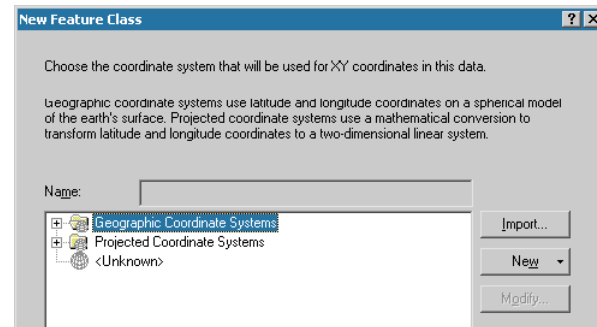 New Feature Class
Choose the coordinate system that will be used for XY coordinates in this data.
Geographic coordinate systems use latitude and longitude coordinates on a spherical model
of the earth's surface. Projected coordinate systems use a mathematical conversion to
transform latitude and longitude coordinates to a two-dimensional linear system.
Name:
Geographic Coordinate Systems
Import...
Projected Coordinate Systems
New
<Unknown>
Modify...